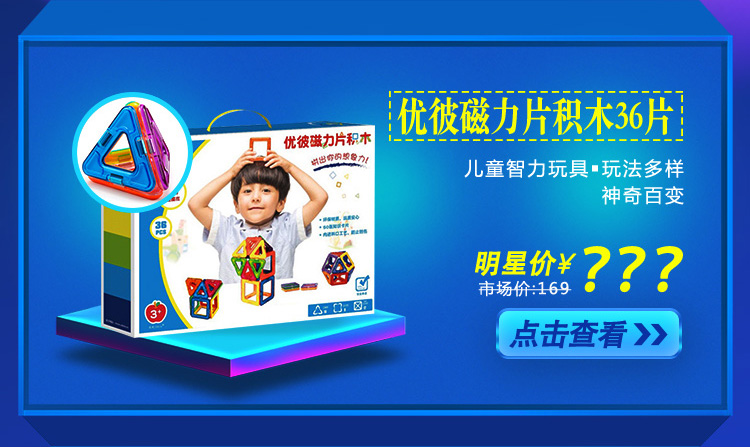 优彼磁力片积木36片
儿童智力玩具▪玩法多样
神奇百变
明星价¥???
市场价:169
点击查看
优彼磁力片积木
拼出你的想象力!
36
PCS
3+